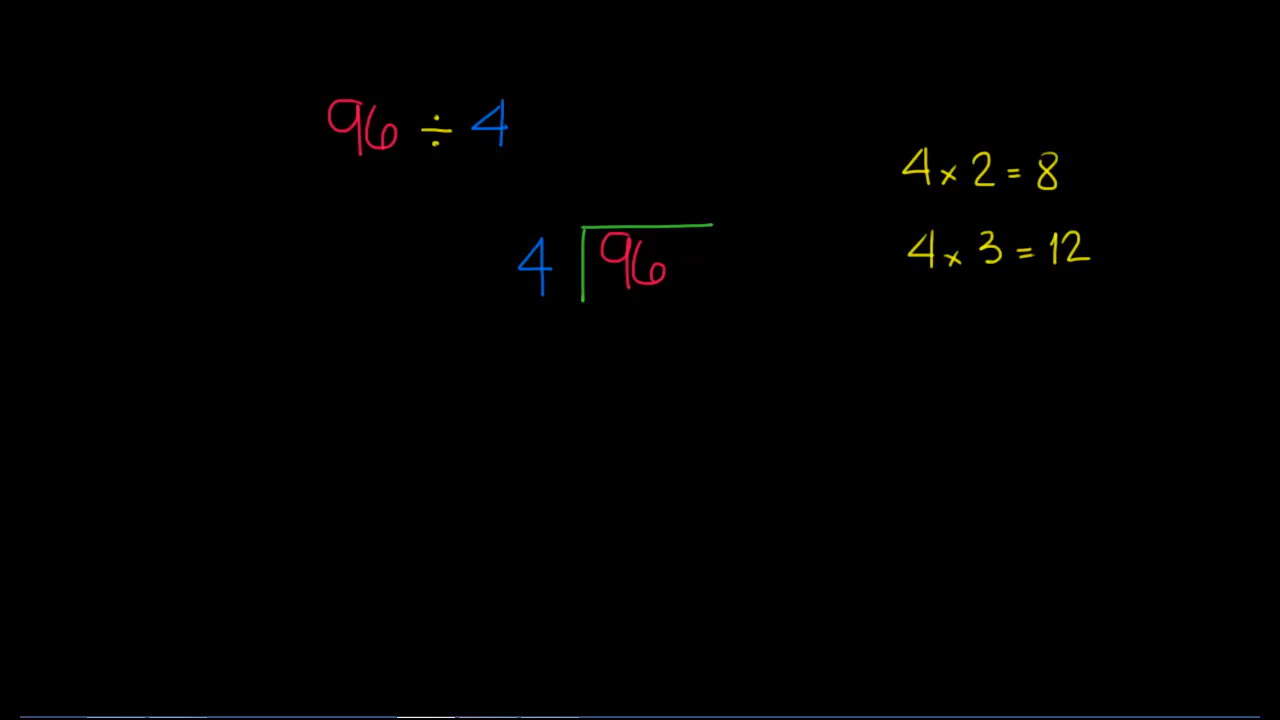 96 ÷ 4
4 × 2 = 8
4 96
4 × 3 = 12